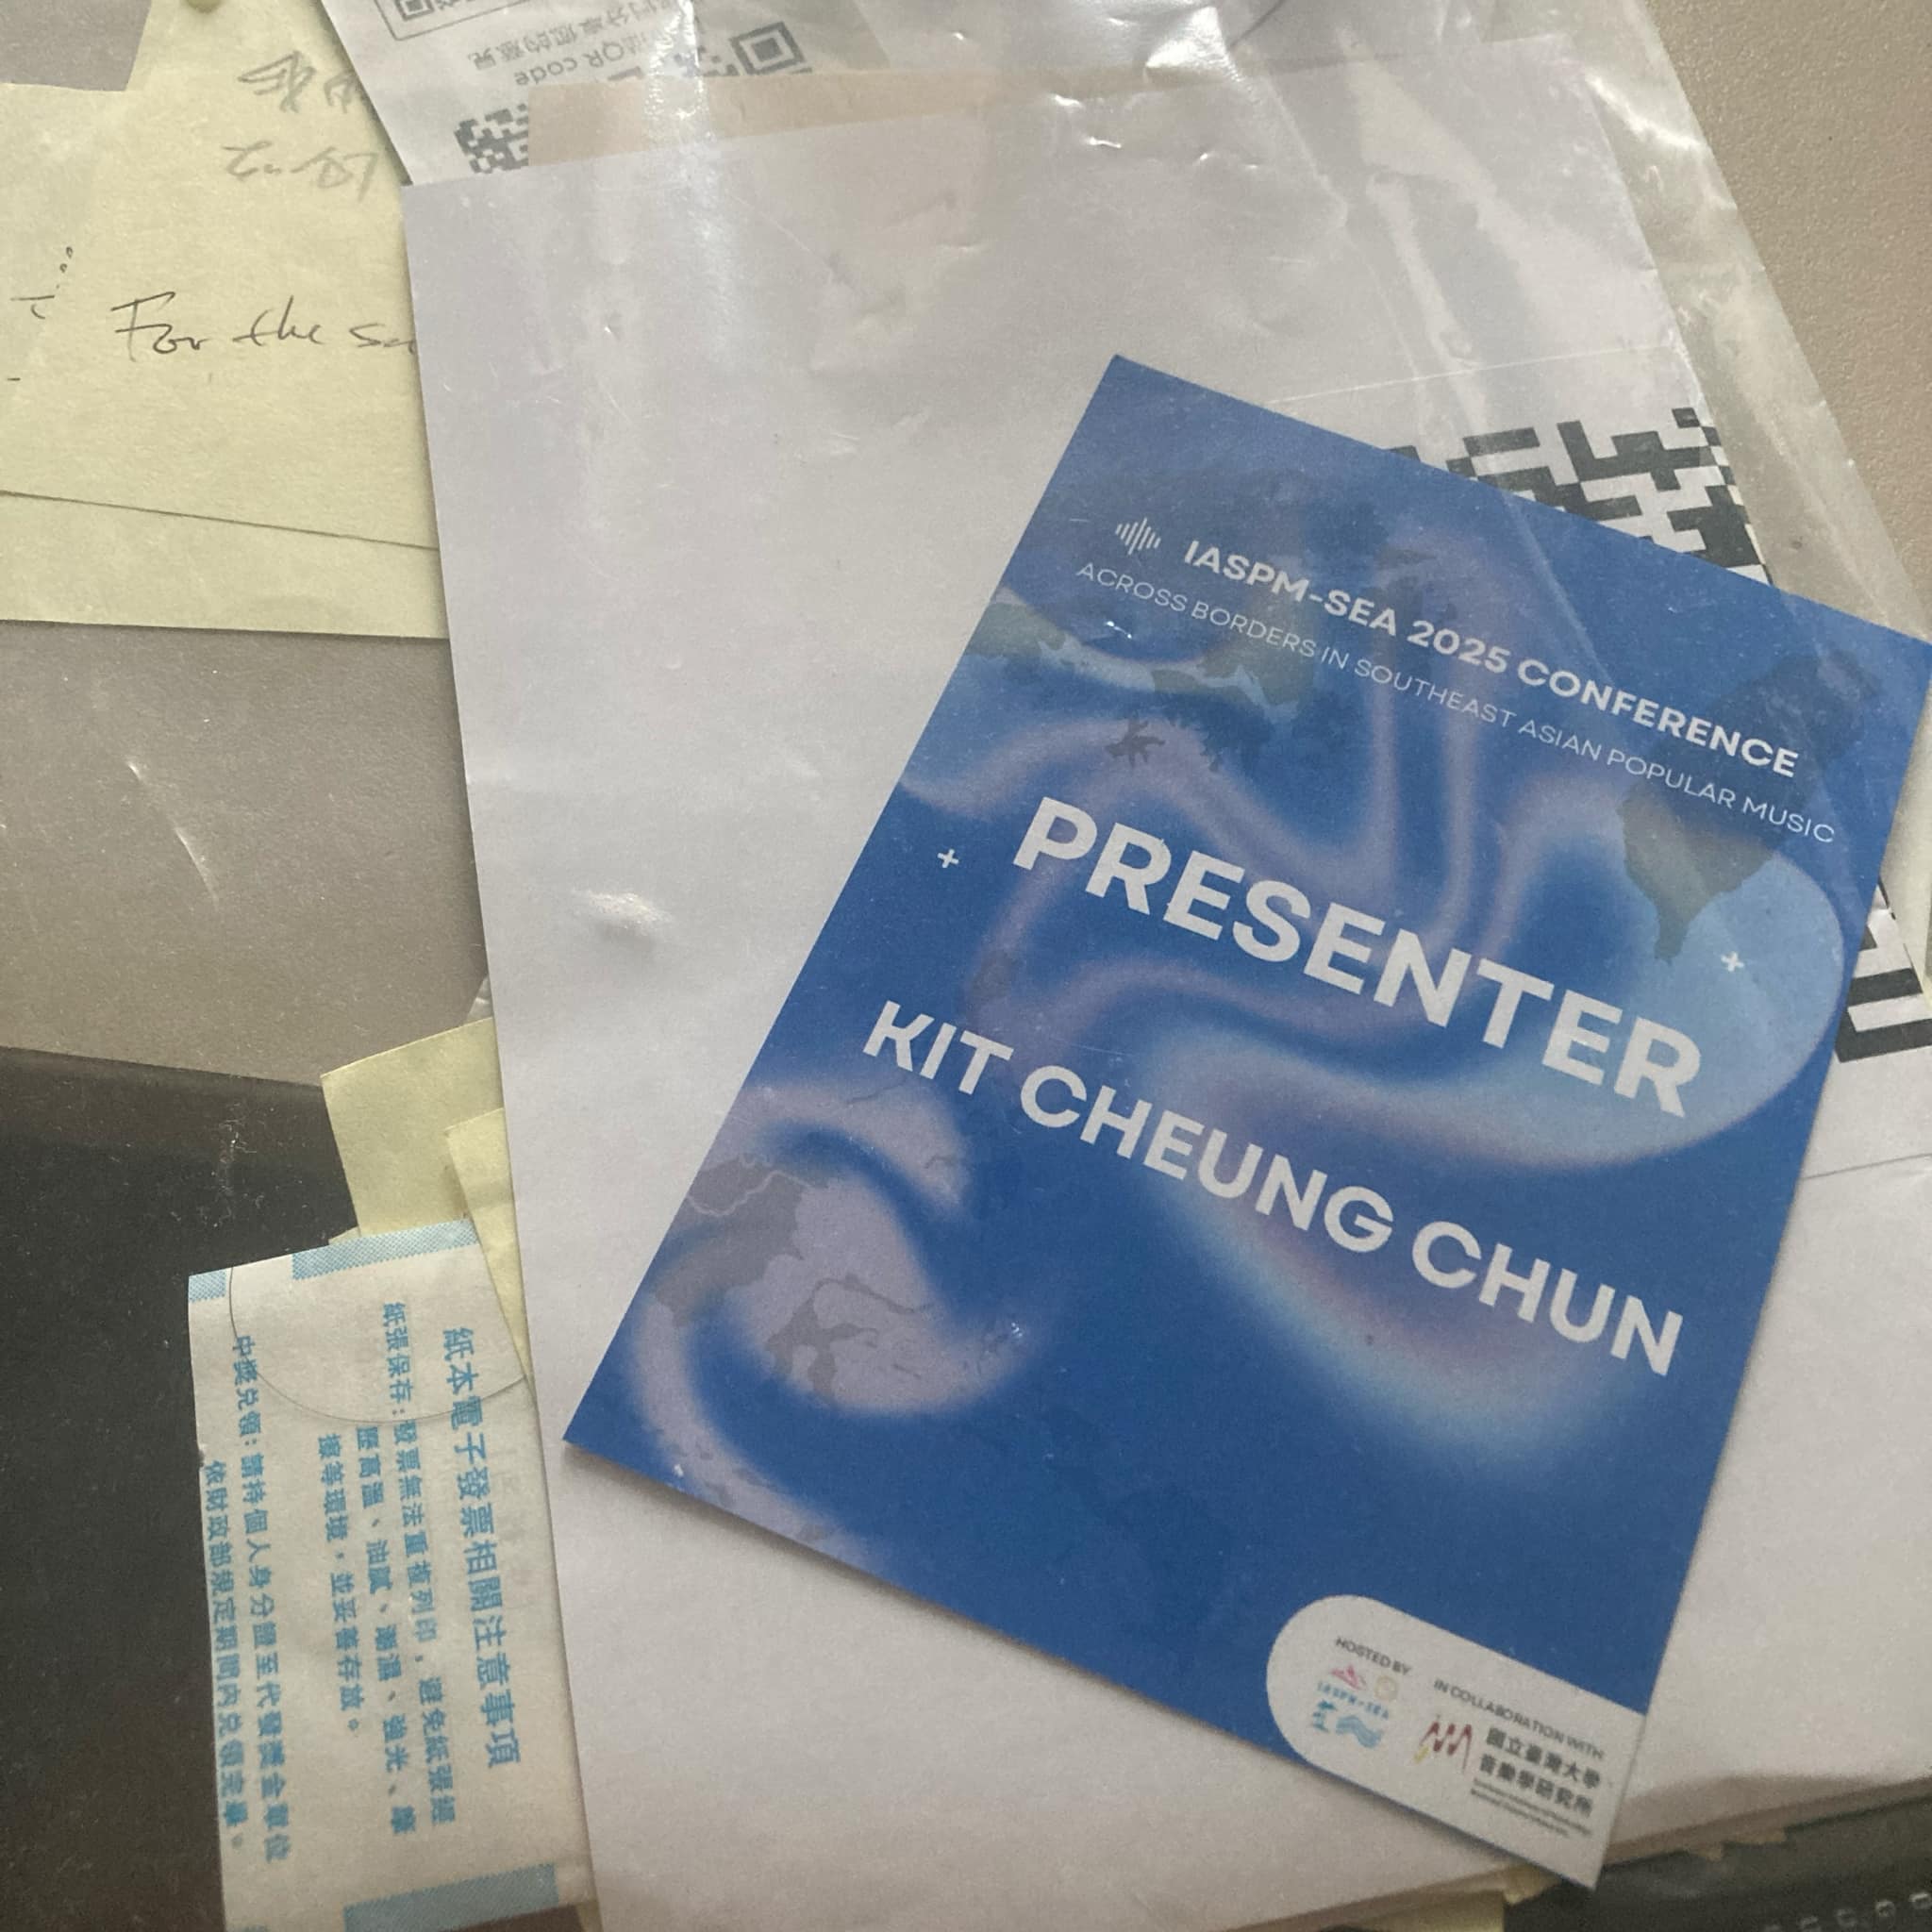 QR code
For the
IASPM-SEA 2025 CONFERENCE
ACROSS BORDERS IN SOUTHEAST ASIAN POPULAR MUSIC
PRESENTER
KIT CHEUNG CHUN
HOSTED BY
IASPM-SEA
IN COLLABORATION WITH:
國立臺灣大學
音樂學研究所
紙本電子發票相關注意事項
紙張保存:發票無法重複列印,避免紙張經
歷高溫、油膩、潮濕、強光、摩
擦等環境,並妥善存放。
中獎兌領:請持個人身分證至代發獎金單位
依財政部規定期間內兌領完畢。